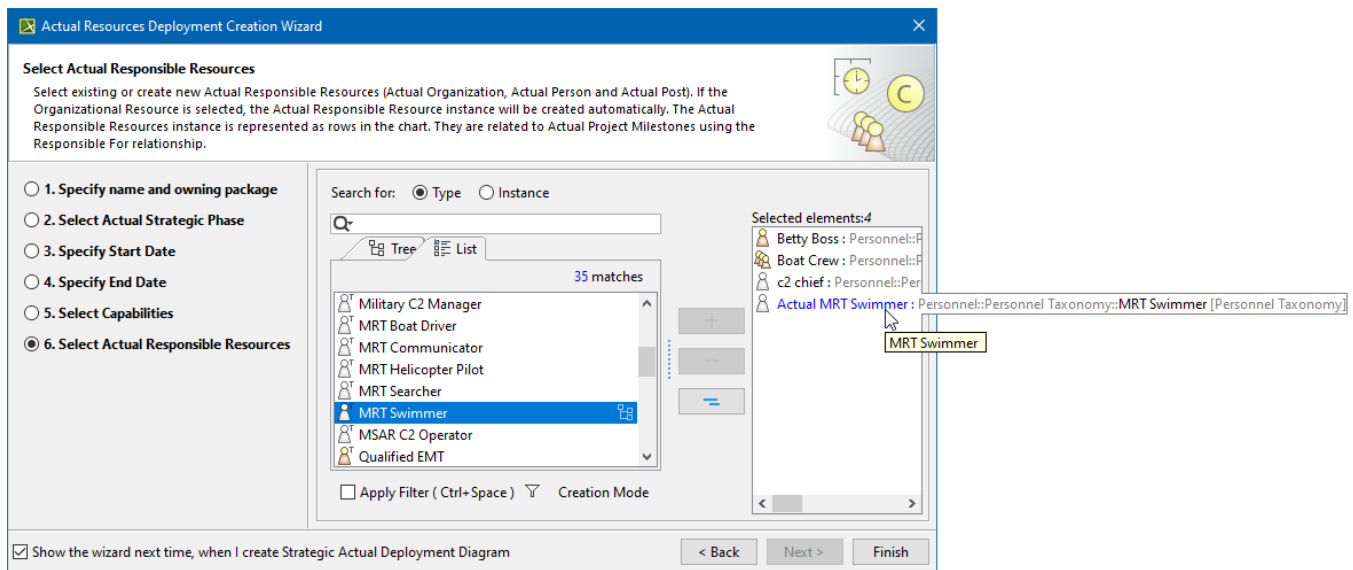 Actual Resources Deployment Creation Wizard
Select Actual Responsible Resources
Select existing or create new Actual Responsible Resources (Actual Organization, Actual Person and Actual Post). If the
Organizational Resource is selected, the Actual Responsible Resource instance will be created automatically. The Actual
Responsible Resources instance is represented as rows in the chart. They are related to Actual Project Milestones using the
Responsible For relationship.
C
1. Specify name and owning package
2. Select Actual Strategic Phase
3. Specify Start Date
4. Specify End Date
5. Select Capabilities
6. Select Actual Responsible Resources
Search for: Type Instance
Tree List
35 matches
Military C2 Manager
MRT Boat Driver
MRT Communicator
MRT Helicopter Pilot
MRT Searcher
MRT Swimmer
MSAR C2 Operator
Qualified EMT
Apply Filter ( Ctrl+Space ) Creation Mode
Selected elements:4
Betty Boss : Personnel::P
Boat Crew : Personnel::P
c2 chief : Personnel::Per
Actual MRT Swimmer : Personnel::Personnel Taxonomy::MRT Swimmer [Personnel Taxonomy]
MRT Swimmer
Show the wizard next time, when I create Strategic Actual Deployment Diagram
< Back Next > Finish